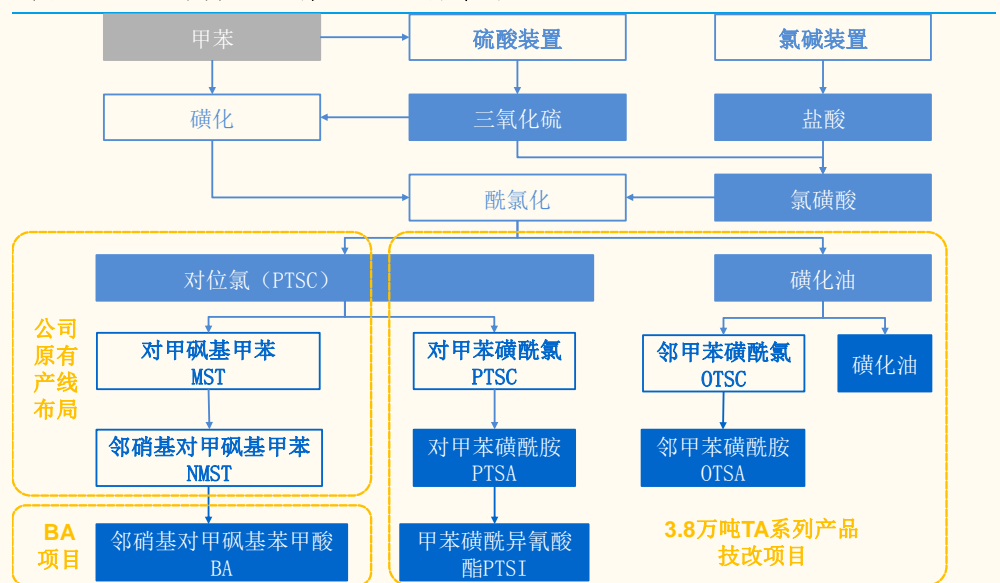 甲苯
硫酸装置
氯碱装置
磺化
三氧化硫
盐酸
酰氯化
氯磺酸
对位氯（PTSC）
磺化油
公司
原有
产线
布局
对甲砜基甲苯
MST
对甲苯磺酰氯
PTSC
邻甲苯磺酰氯
OTSC
磺化油
邻硝基对甲砜基甲苯
NMST
对甲苯磺酰胺
PTSA
邻甲苯磺酰胺
OTSA
BA
项目
邻硝基对甲砜基苯甲酸
BA
甲苯磺酰异氰酸
酯PTSI
3.8万吨TA系列产品
技改项目